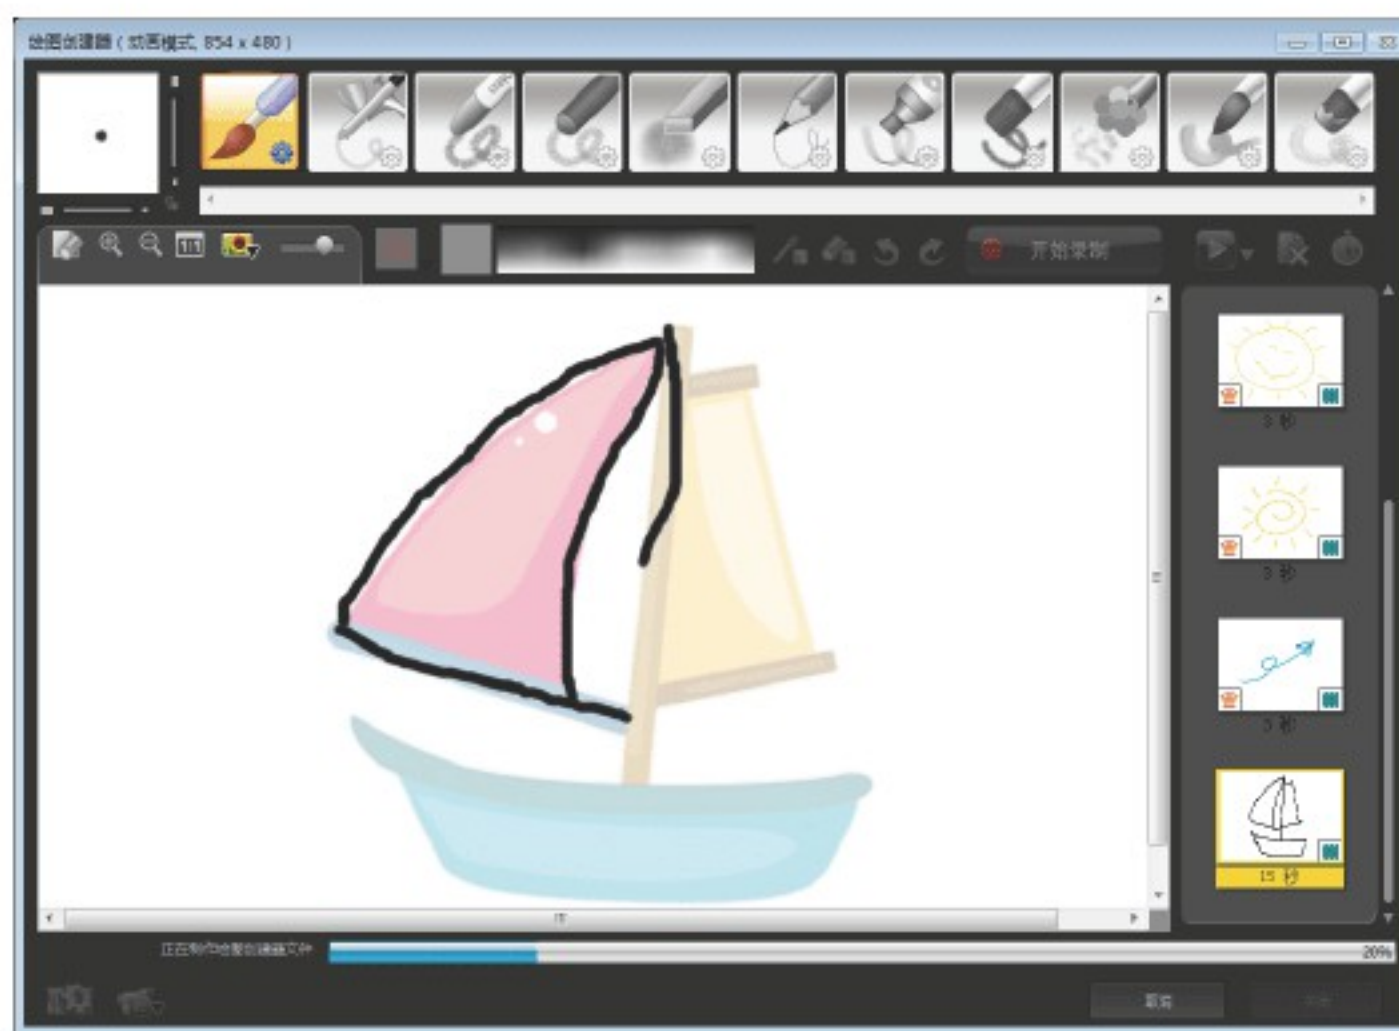 绘图创建器 ( 动画模式, 854 x 480 )
开始录制
3 秒
3 秒
3 秒
15 秒
正在制作绘图创建器文件
20%
取消